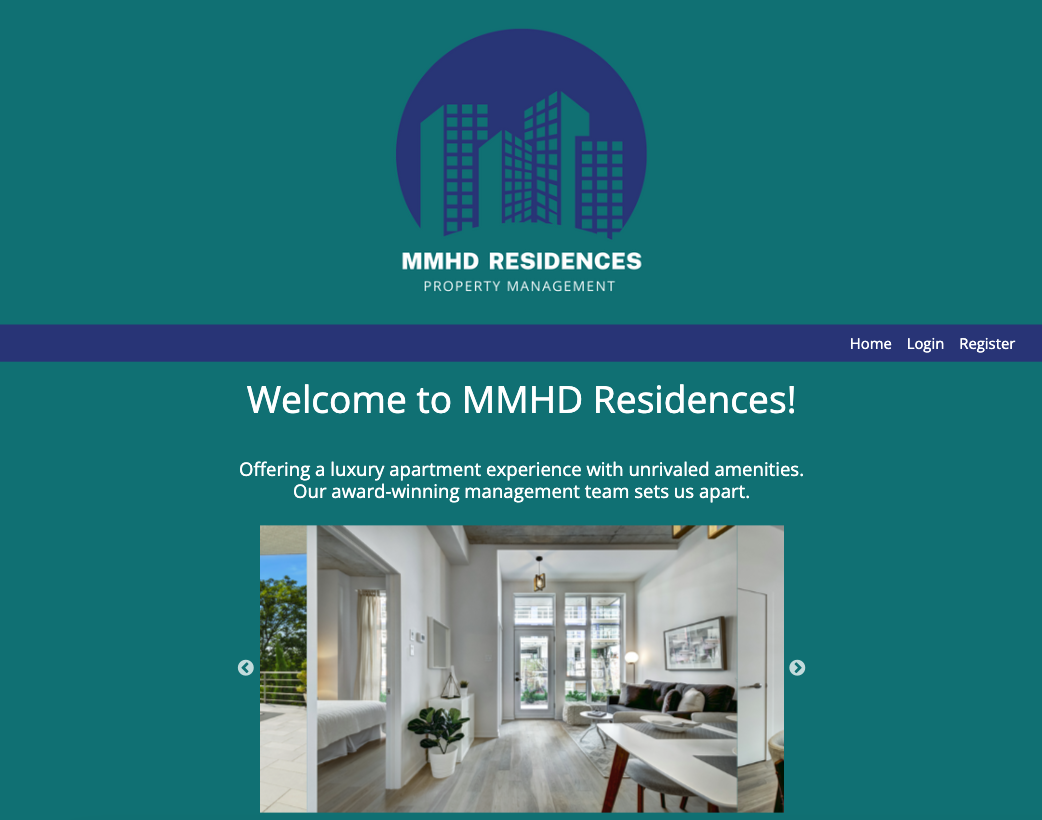 MMHD RESIDENCES
PROPERTY MANAGEMENT
Home Login Register
Welcome to MMHD Residences!
Offering a luxury apartment experience with unrivaled amenities.
Our award-winning management team sets us apart.